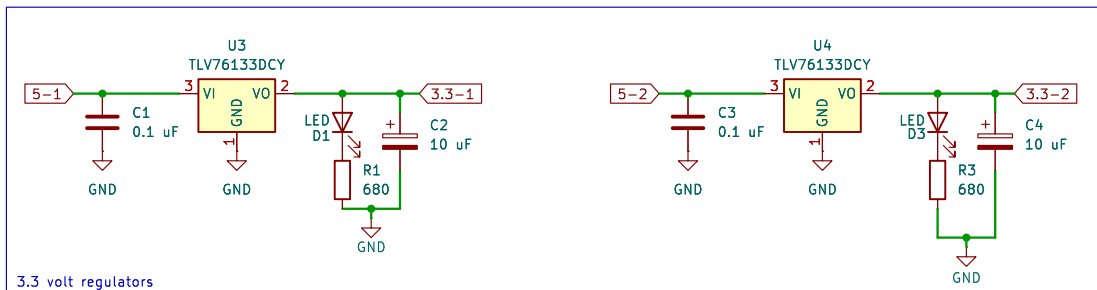 U3
TLV76133DCY
5-1
3
VI
VO
2
GND
1
3.3-1
C1
0.1 uF
GND
GND
LED
D1
R1
680
C2
10 uF
GND
U4
TLV76133DCY
5-2
3
VI
VO
2
GND
1
3.3-2
C3
0.1 uF
GND
GND
LED
D3
R3
680
C4
10 uF
GND
3.3 volt regulators